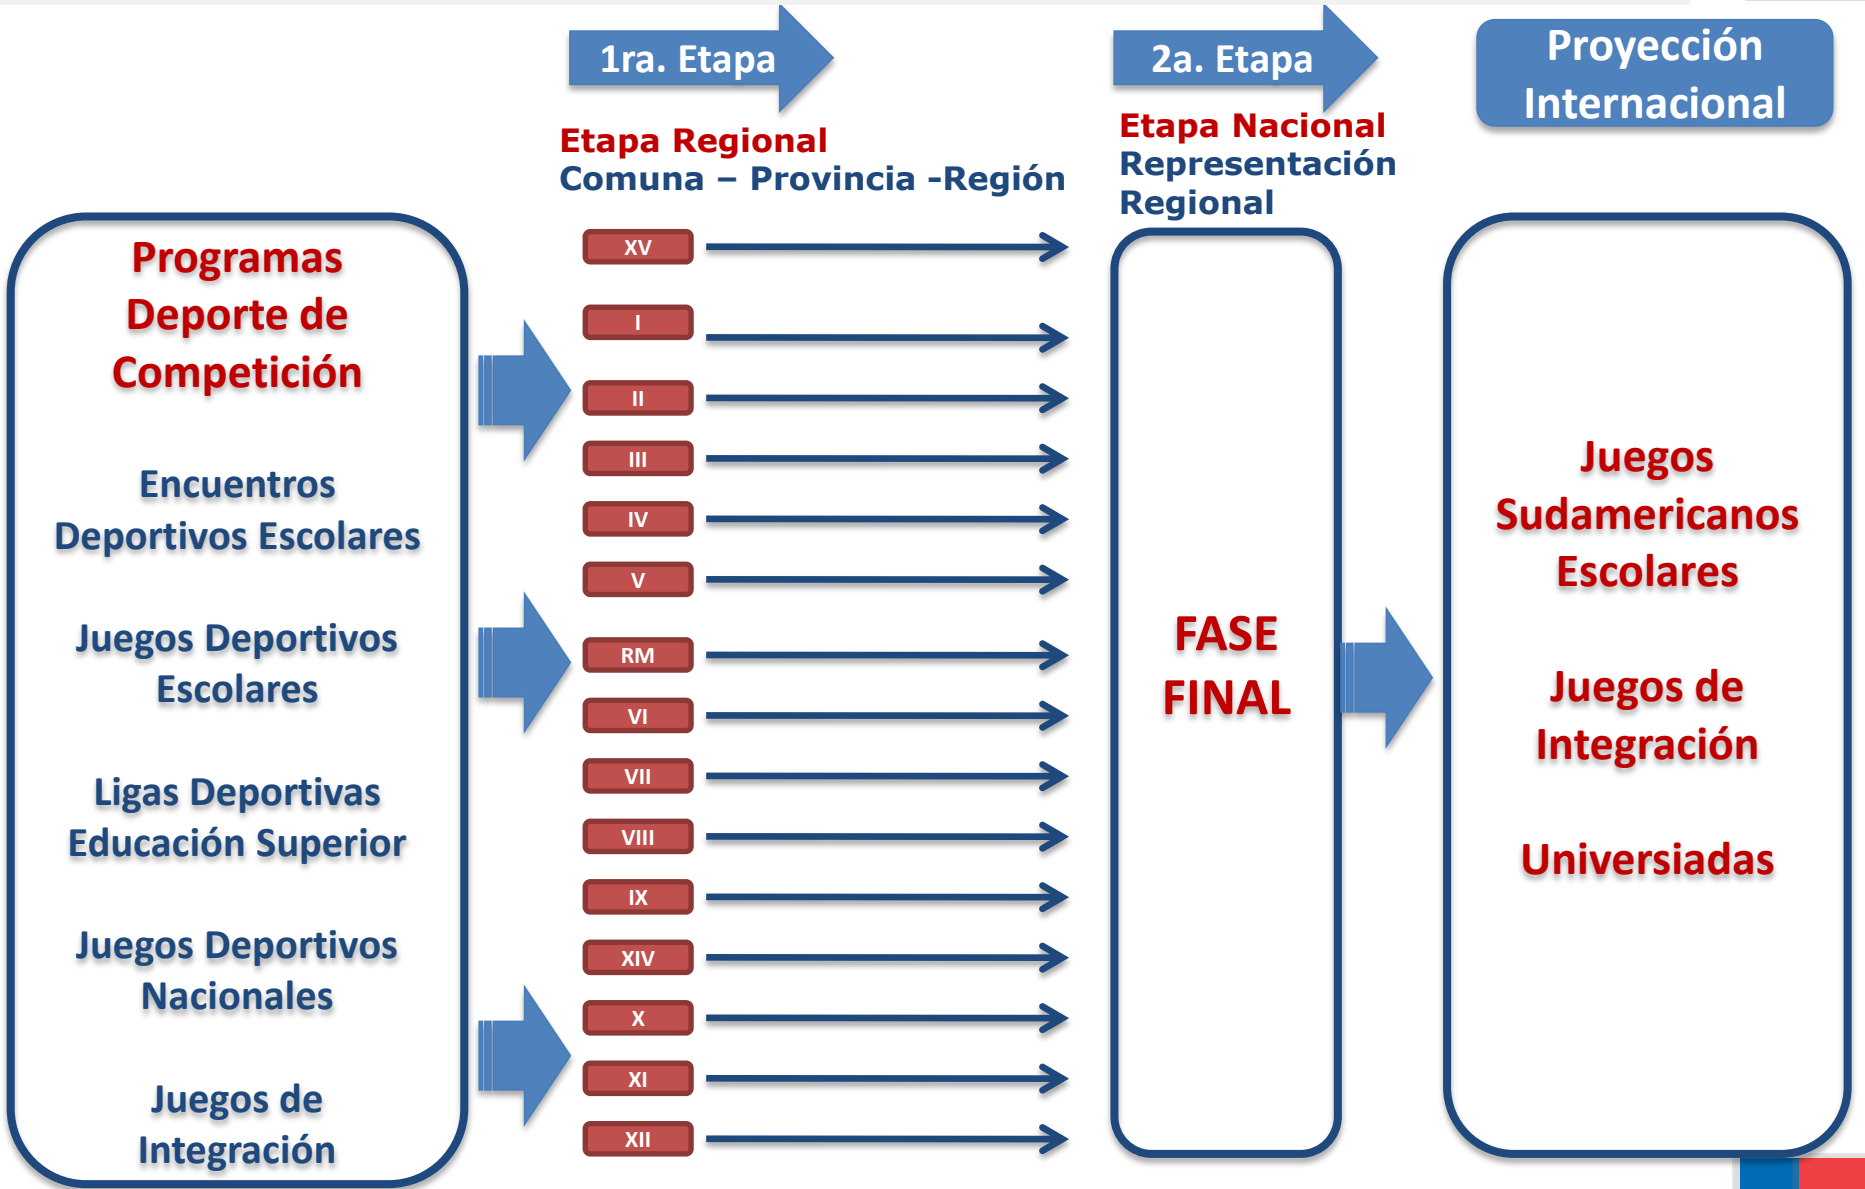 1ra. Etapa
2a. Etapa
Proyección
Internacional
Etapa Regional
Comuna – Provincia -Región
Etapa Nacional
Representación
Regional
Programas
Deporte de
Competición
Encuentros
Deportivos Escolares
Juegos Deportivos
Escolares
Ligas Deportivas
Educación Superior
Juegos Deportivos
Nacionales
Juegos de
Integración
XV
I
II
III
IV
V
RM
VI
VII
VIII
IX
XIV
X
XI
XII
FASE
FINAL
Juegos
Sudamericanos
Escolares
Juegos de
Integración
Universiadas